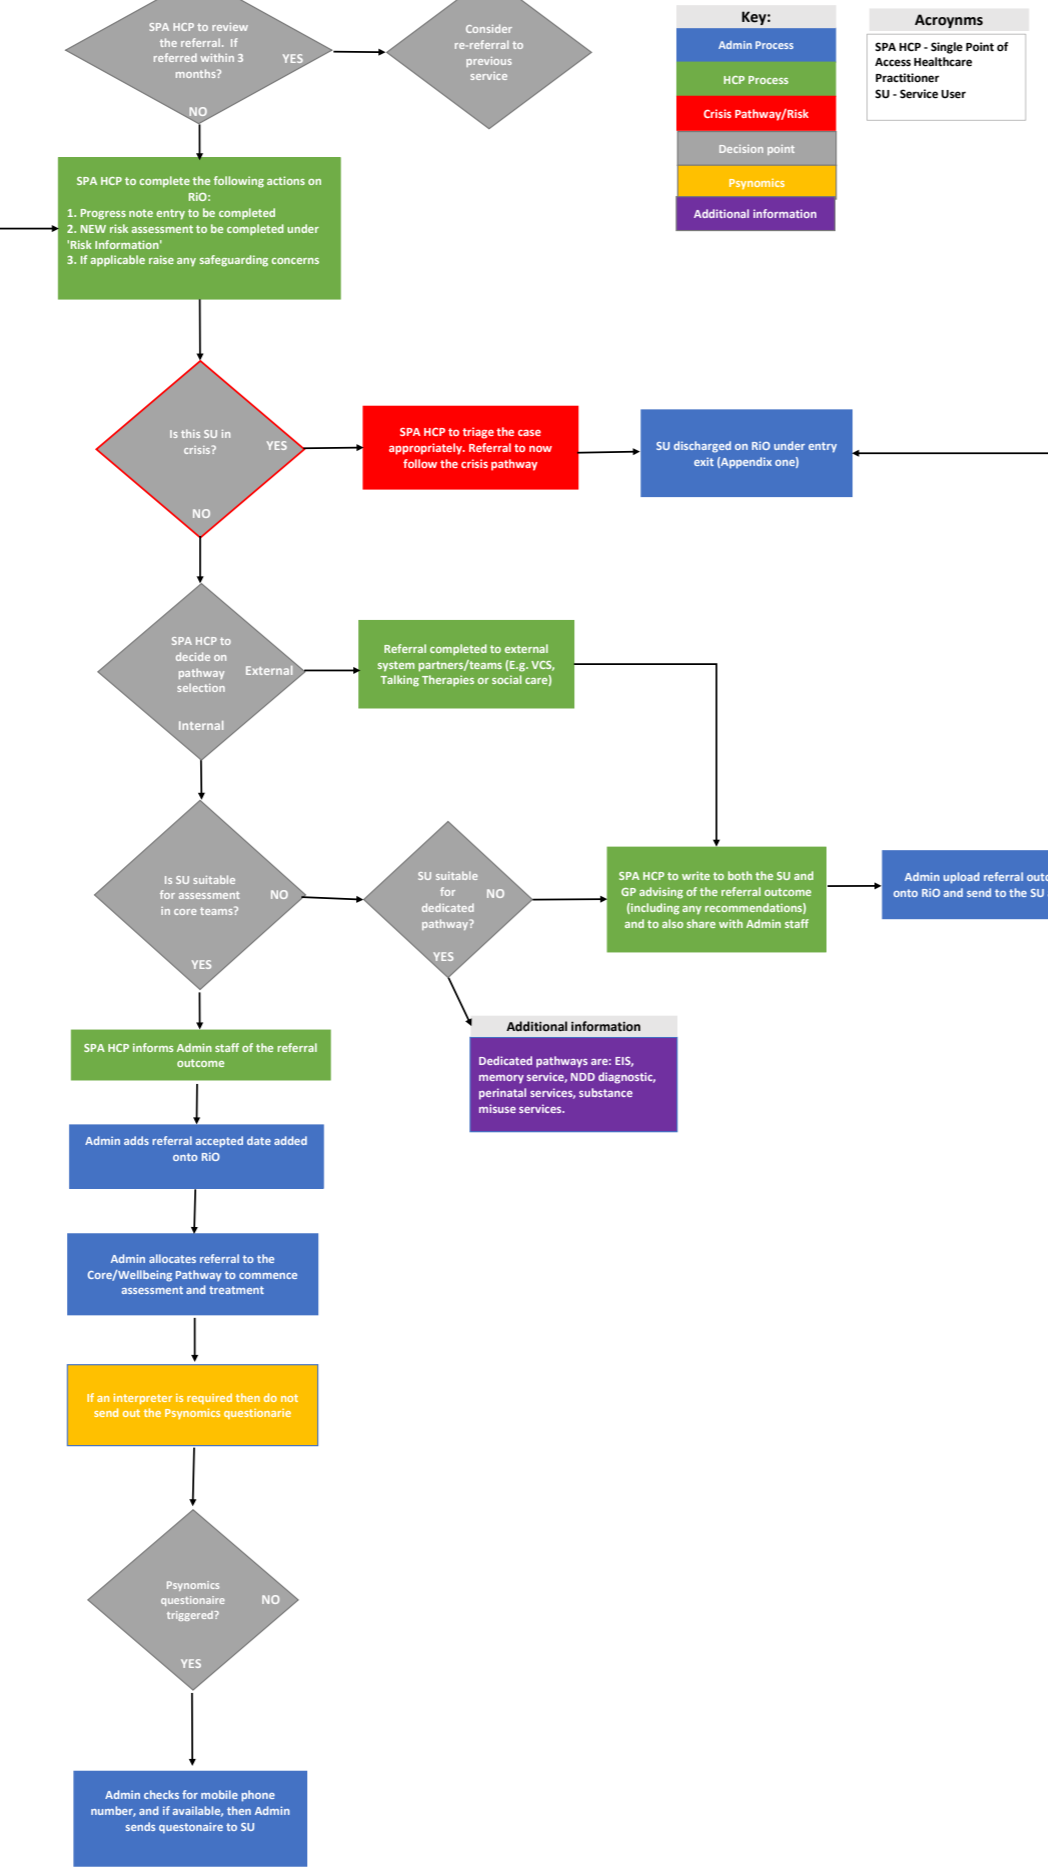 SPA HCP to review
the referral. If
referred within 3
months?
YES
NO
Consider
re-referral to
previous
service
Key:
Admin Process
HCP Process
Crisis Pathway/Risk
Decision point
Psynomics
Additional information
Acroynms
SPA HCP - Single Point of
Access Healthcare
Practitioner
SU - Service User
SPA HCP to complete the following actions on
RiO:
1. Progress note entry to be completed
2. NEW risk assessment to be completed under
'Risk Information'
3. If applicable raise any safeguarding concerns
Is this SU in
crisis?
YES
NO
SPA HCP to triage the case
appropriately. Referral to now
follow the crisis pathway
SU discharged on RiO under entry
exit (Appendix one)
SPA HCP to
decide on
pathway
selection
External
Internal
Referral completed to external
system partners/teams (E.g. VCS,
Talking Therapies or social care)
Is SU suitable
for assessment
in core teams?
NO
YES
SU suitable
for
dedicated
pathway?
NO
YES
SPA HCP to write to both the SU and
GP advising of the referral outcome
(including any recommendations)
and to also share with Admin staff
Admin upload referral
onto RiO and send to the SU
Additional information
Dedicated pathways are: EIS,
memory service, NDD diagnostic,
perinatal services, substance
misuse services.
SPA HCP informs Admin staff of the referral
outcome
Admin adds referral accepted date added
onto RiO
Admin allocates referral to the
Core/Wellbeing Pathway to commence
assessment and treatment
If an interpreter is required then do not
send out the Psynomics questionarie
Psynomics
questionaire
triggered?
NO
YES
Admin checks for mobile phone
number, and if available, then Admin
sends questonaire to SU